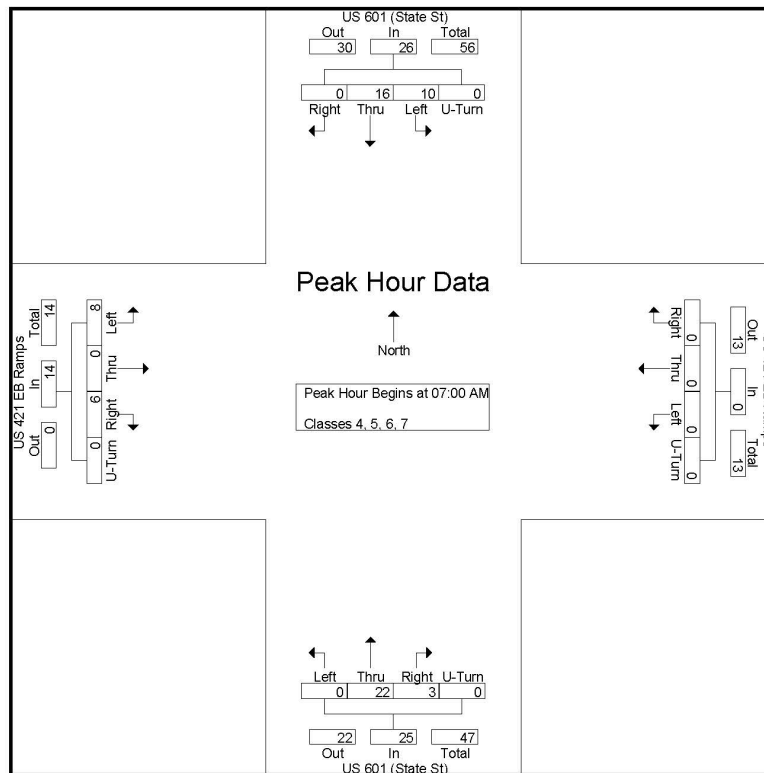 US 601 (State St)
Out In Total
30 26 56
0 16 10 0
Right Thru Left U-Turn
Peak Hour Data
North
Peak Hour Begins at 07:00 AM
Classes 4, 5, 6, 7
US 421 EB Ramps
Out In Total
0 14 14
Left Thru Right U-Turn
8 0 6 0
Right Thru Left U-Turn
0 0 0 0
Out In Total
13 0 13
Left Thru Right U-Turn
0 22 3 0
22 25 47
Out In Total
US 601 (State St)